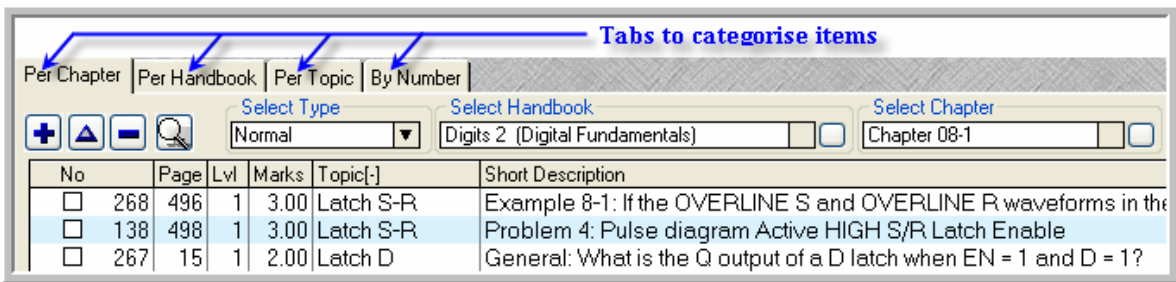 Tabs to categorise items
Per Chapter Per Handbook Per Topic By Number
Select Type Select Handbook Select Chapter
Normal Digits 2 (Digital Fundamentals) Chapter 08-1
No Page Lvl Marks Topic[-] Short Description
268 496 1 3.00 Latch S-R Example 8-1: If the OVERLINE S and OVERLINE R waveforms in the
138 498 1 3.00 Latch S-R Problem 4: Pulse diagram Active HIGH S/R Latch Enable
267 15 1 2.00 Latch D General: What is the Q output of a D latch when EN = 1 and D = 1?